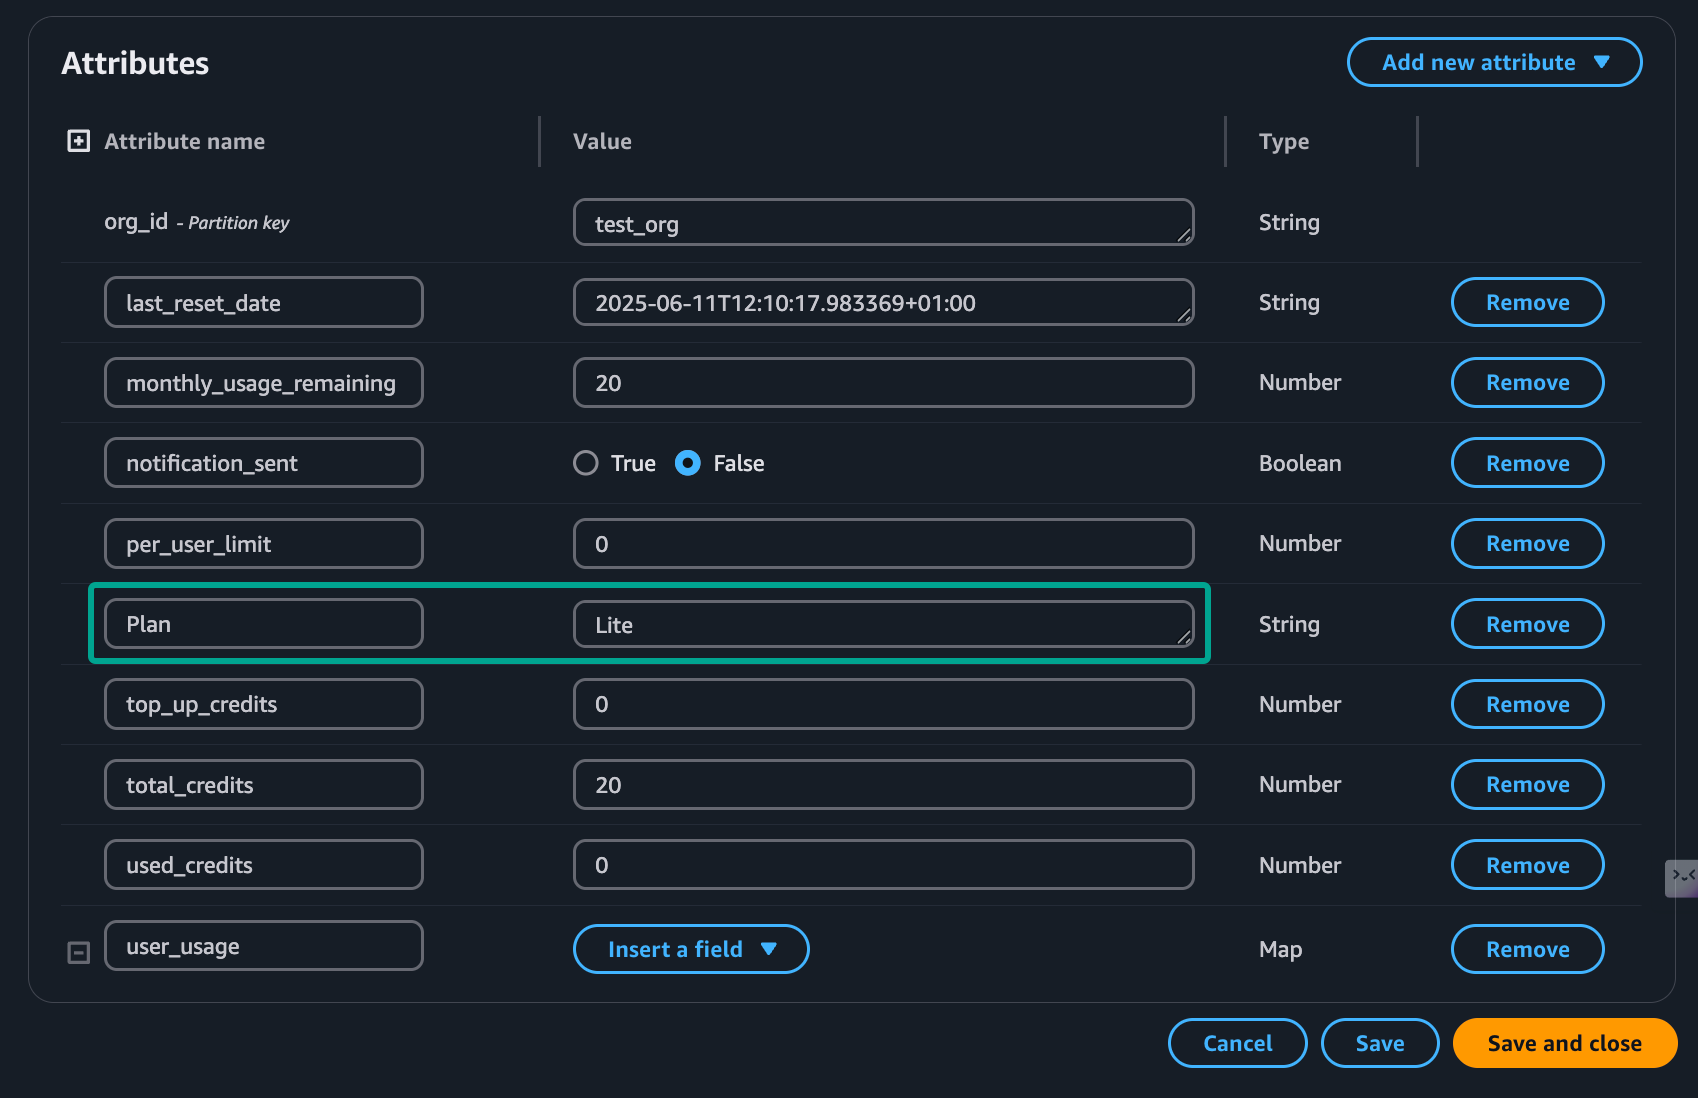 Attributes
Add new attribute
Attribute name Value Type
org_id - Partition key test_org String
last_reset_date 2025-06-11T12:10:17.983369+01:00 String Remove
monthly_usage_remaining 20 Number Remove
notification_sent True False Boolean Remove
per_user_limit 0 Number Remove
Plan Lite String Remove
top_up_credits 0 Number Remove
total_credits 20 Number Remove
used_credits 0 Number Remove
user_usage Insert a field Map Remove
Cancel Save Save and close